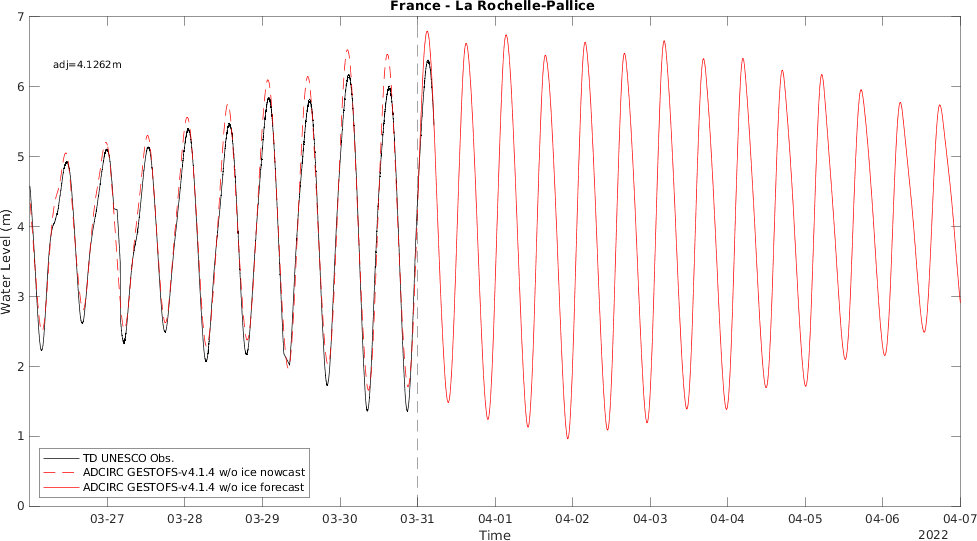 France - La Rochelle-Pallice
adj=4.1262m
7
6
5
4
3
2
1
0
Water Level (m)
TD UNESCO Obs.
ADCIRC GESTOFS-v4.1.4 w/o ice nowcast
ADCIRC GESTOFS-v4.1.4 w/o ice forecast
03-27 03-28 03-29 03-30 03-31 04-01 04-02 04-03 04-04 04-05 04-06 04-07
Time
2022